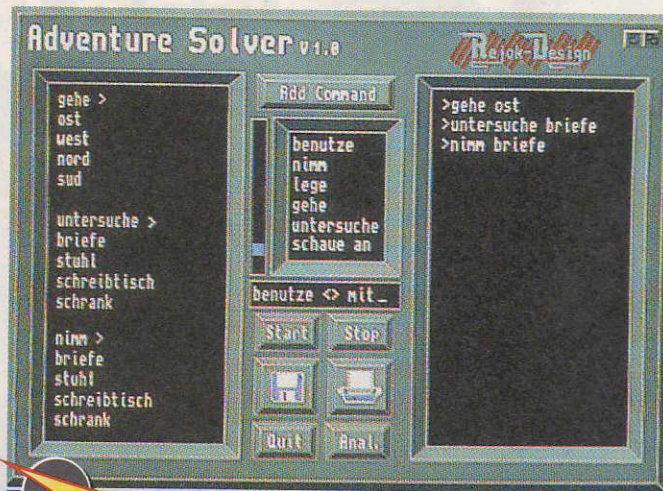 Adventure Solver v1.0
Rejok-Design
gehe >
ost
west
nord
sud
untersuche >
briefe
stuhl
schreibtisch
schrank
nimm >
briefe
stuhl
schreibtisch
schrank
Add Command
benutze
nimm
lege
gehe
untersuche
schaue an
benutze <> mit_
Start
Stop
Quit
Anal.
>gehe ost
>untersuche briefe
>nimm briefe